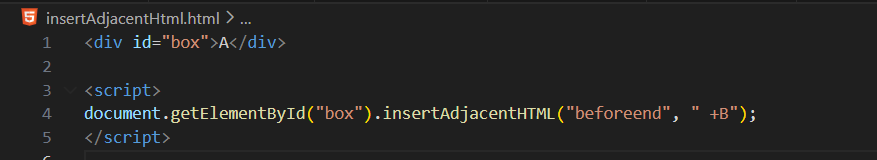 insertAdjacentHtml.html > ...
1 <div id="box">A</div>
2
3 <script>
4 document.getElementById("box").insertAdjacentHTML("beforeend", " +B");
5 </script>
6